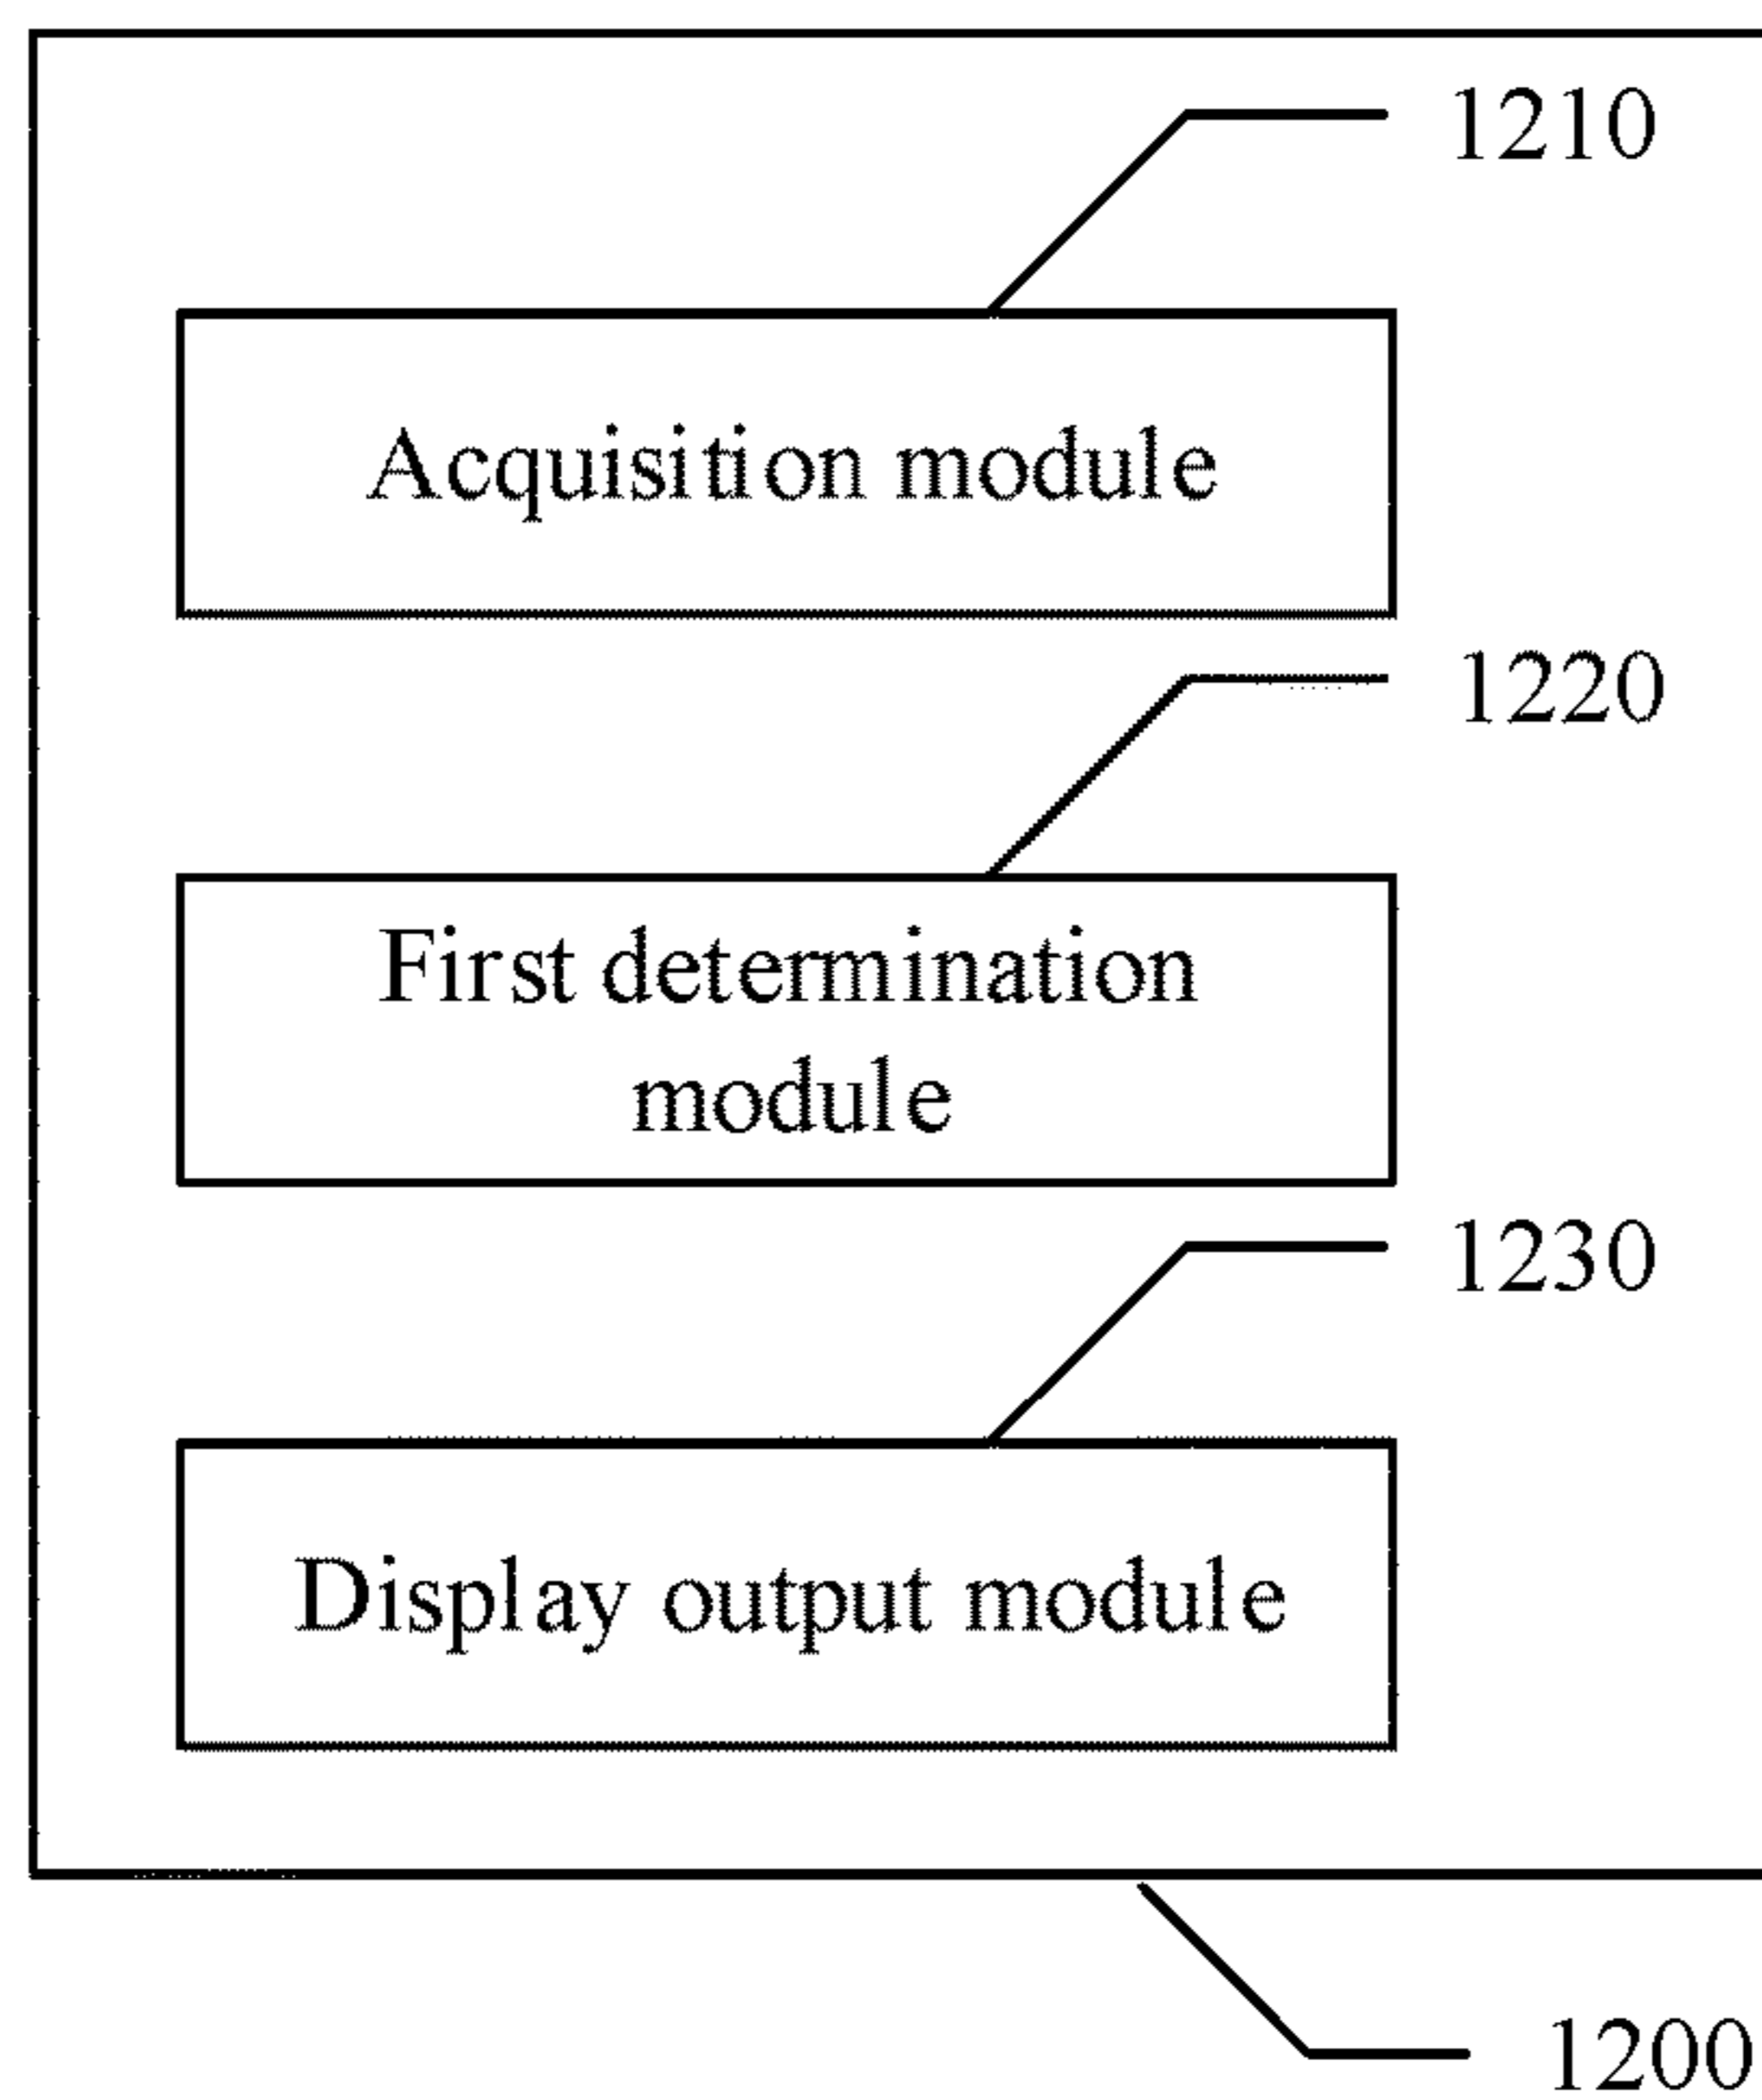 1210
Acquisition module
1220
First determination
module
1230
Display output module
1200